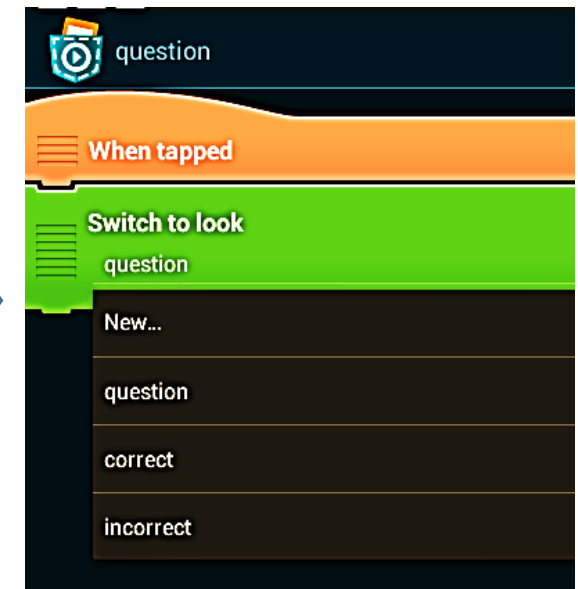 question
When tapped
Switch to look
question
New...
question
correct
incorrect